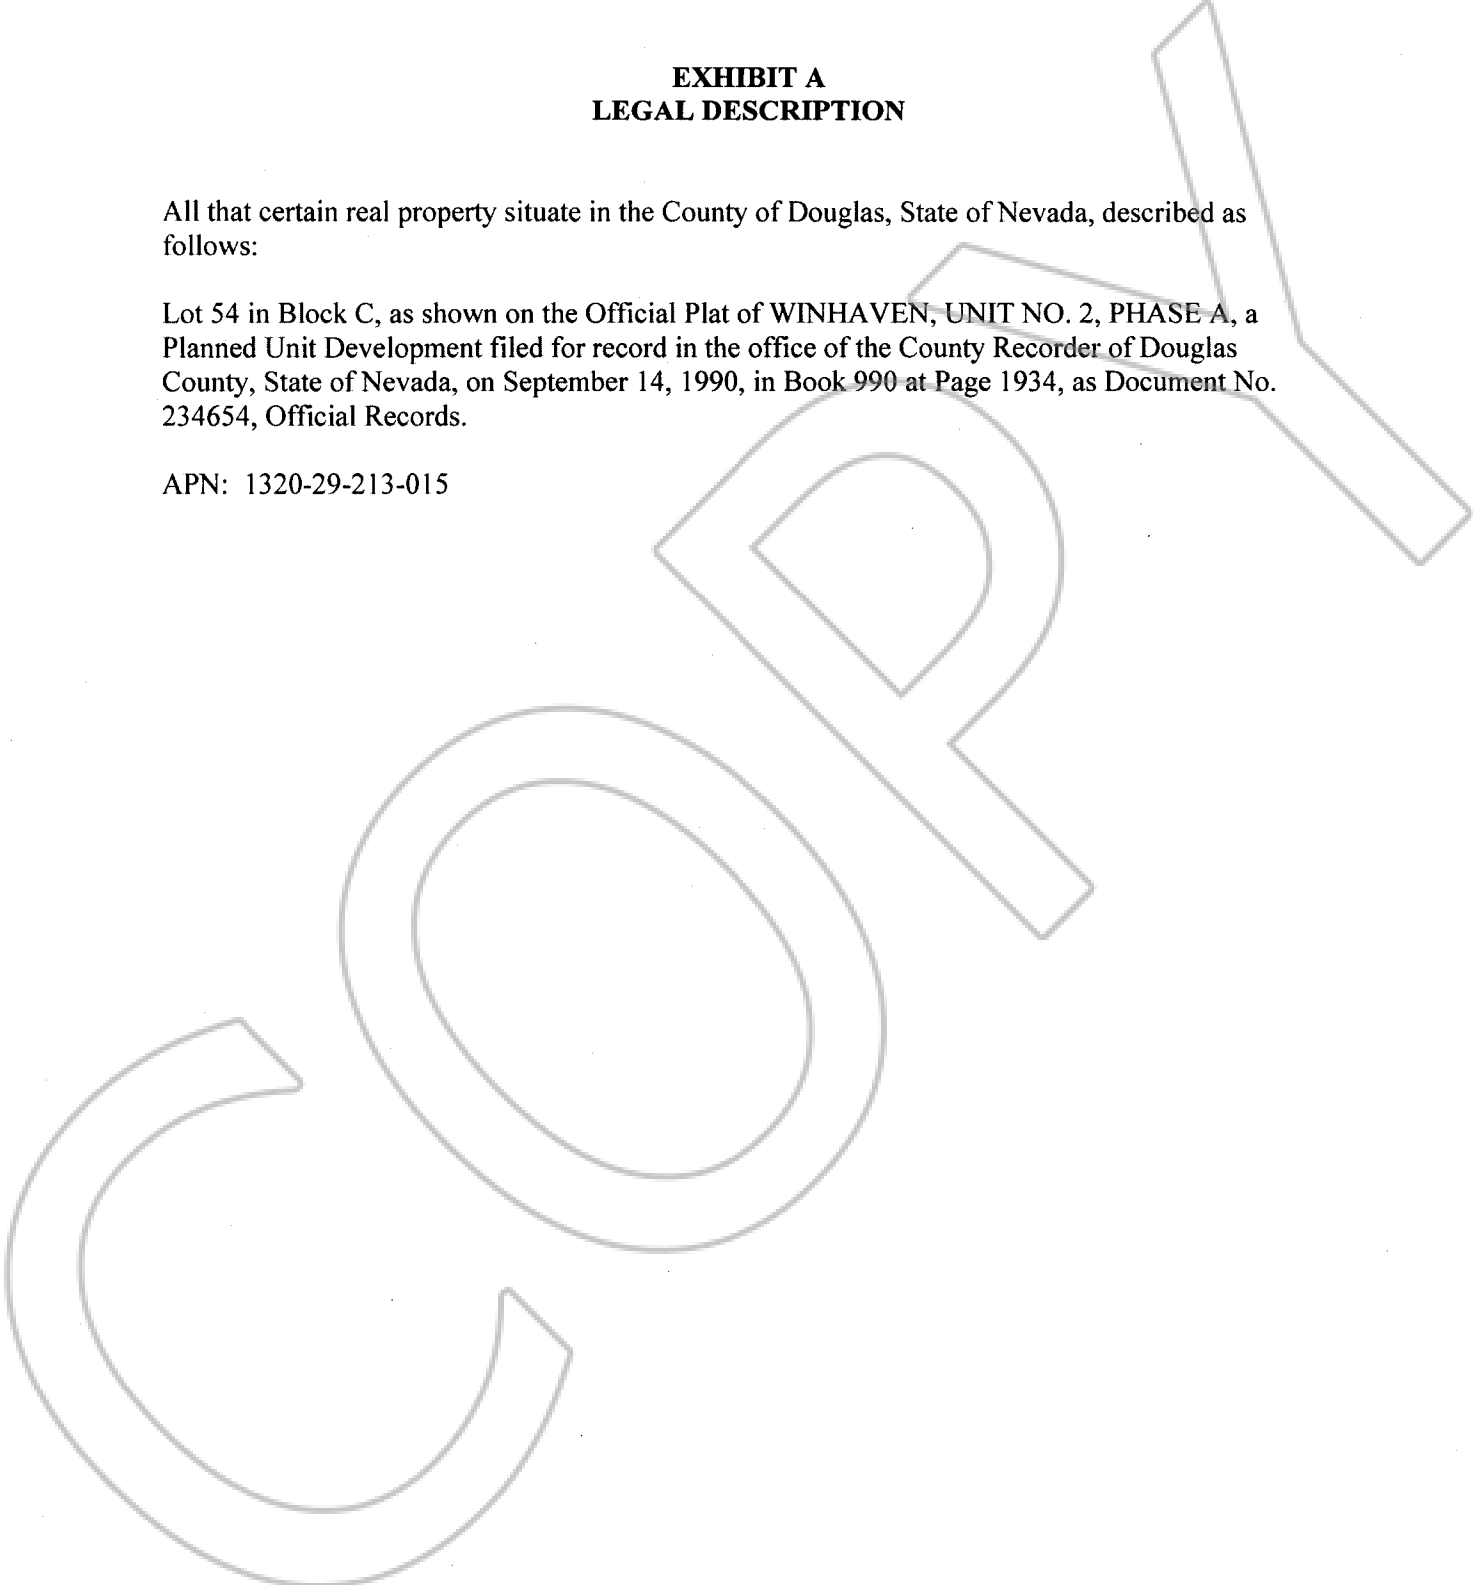 EXHIBIT A
LEGAL DESCRIPTION
All that certain real property situate in the County of Douglas, State of Nevada, described as
follows:
Lot 54 in Block C, as shown on the Official Plat of WINHAVEN, UNIT NO. 2, PHASE A, a
Planned Unit Development filed for record in the office of the County Recorder of Douglas
County, State of Nevada, on September 14, 1990, in Book 990 at Page 1934, as Document No.
234654, Official Records.
APN: 1320-29-213-015
COPY